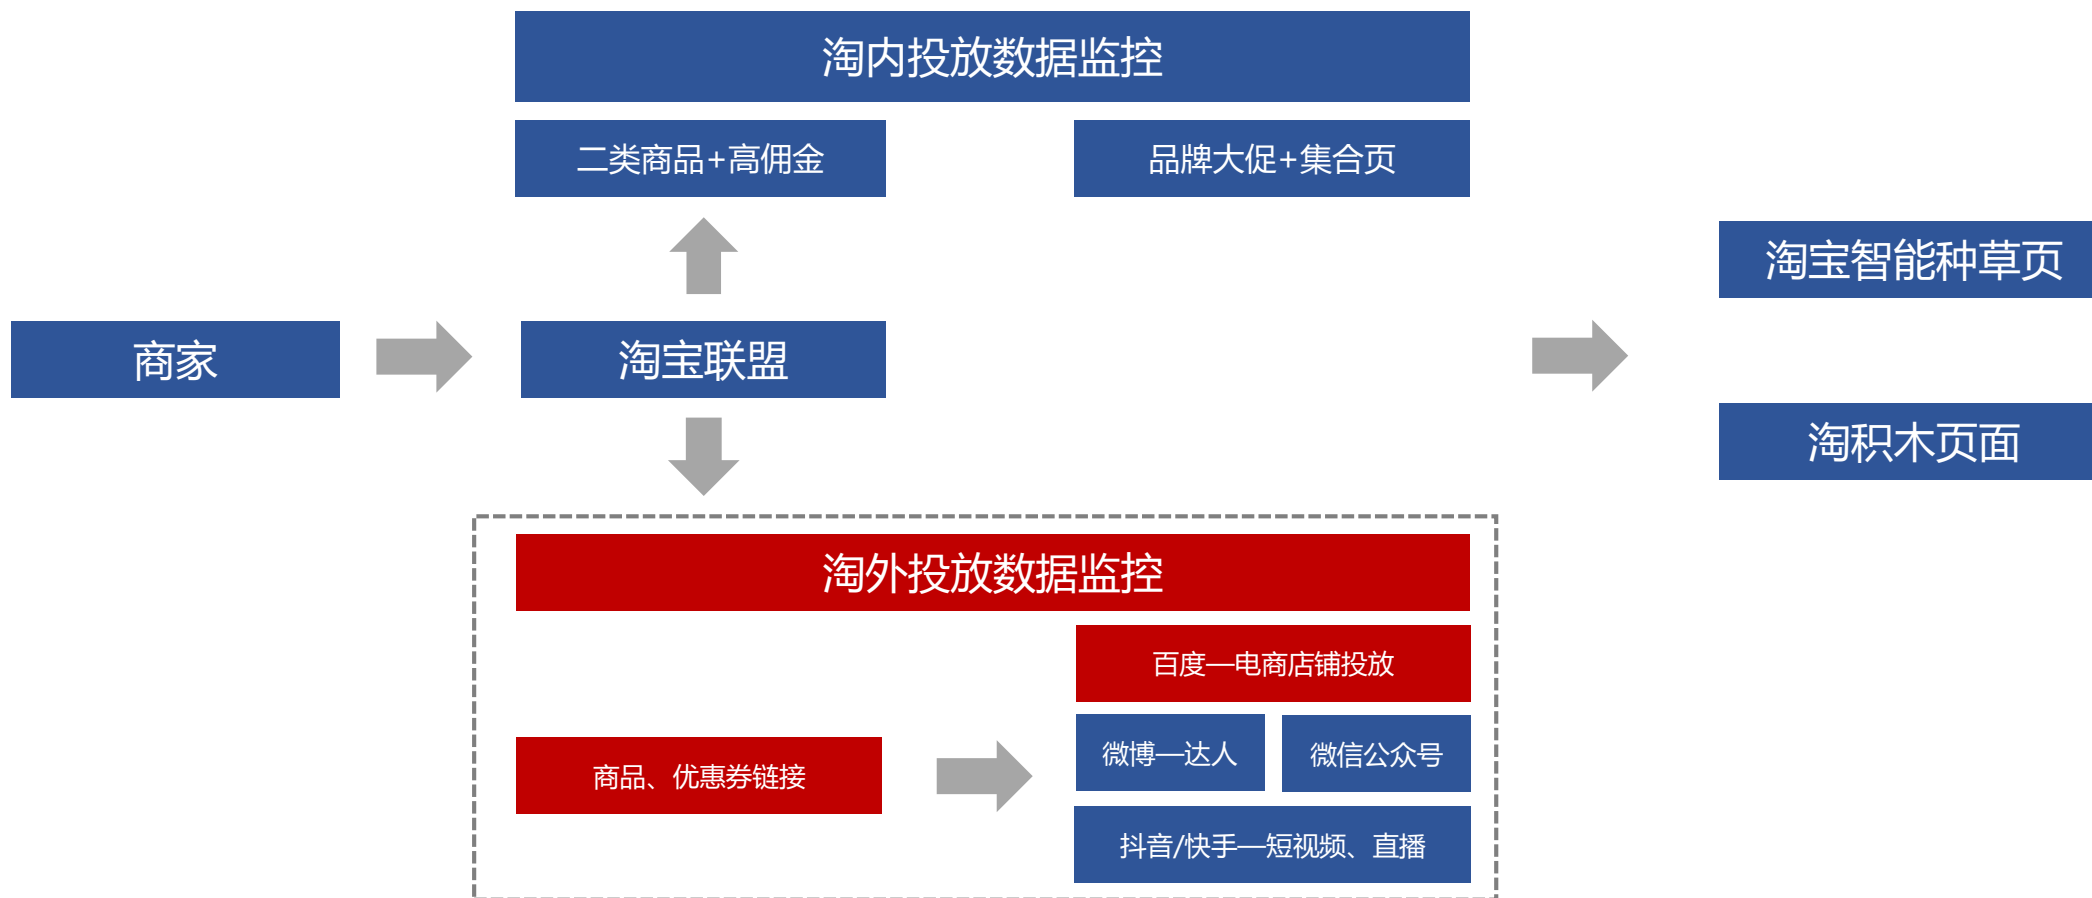 淘内投放数据监控
二类商品+高佣金
品牌大促+集合页
淘宝智能种草页
商家
淘宝联盟
淘积木页面
淘外投放数据监控
百度—电商店铺投放
微博—达人
微信公众号
商品、优惠券链接
抖音/快手—短视频、直播